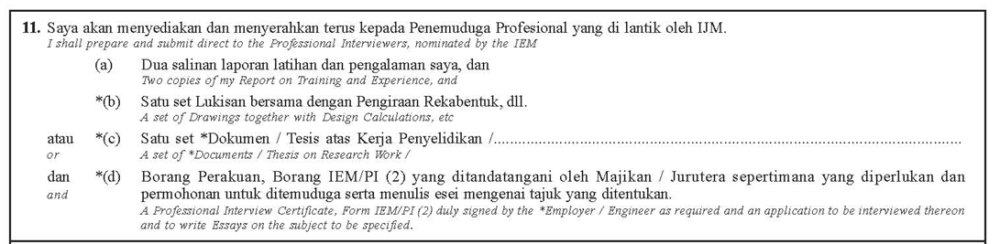 11. Saya akan menyediakan dan menyerahkan terus kepada Penemuduga Profesional yang di lantik oleh IJM.
I shall prepare and submit direct to the Professional Interviewers, nominated by the IEM
(a) Dua salinan laporan latihan dan pengalaman saya, dan
Two copies of my Report on Training and Experience, and
*(b) Satu set Lukisan bersama dengan Pengiraan Rekabentuk, dll.
A set of Drawings together with Design Calculations, etc
atau *(c) Satu set *Dokumen / Tesis atas Kerja Penyelidikan /..........................................................................................................
or A set of *Documents / Thesis on Research Work /
dan *(d) Borang Perakuan, Borang IEM/PI (2) yang ditandatangani oleh Majikan / Jurutera sepertimana yang diperlukan dan
and permohonan untuk ditemuduga serta menulis esei mengenai tajuk yang ditentukan.
A Professional Interview Certificate, Form IEM/PI (2) duly signed by the *Employer / Engineer as required and an application to be interviewed thereon
and to write Essays on the subject to be specified.